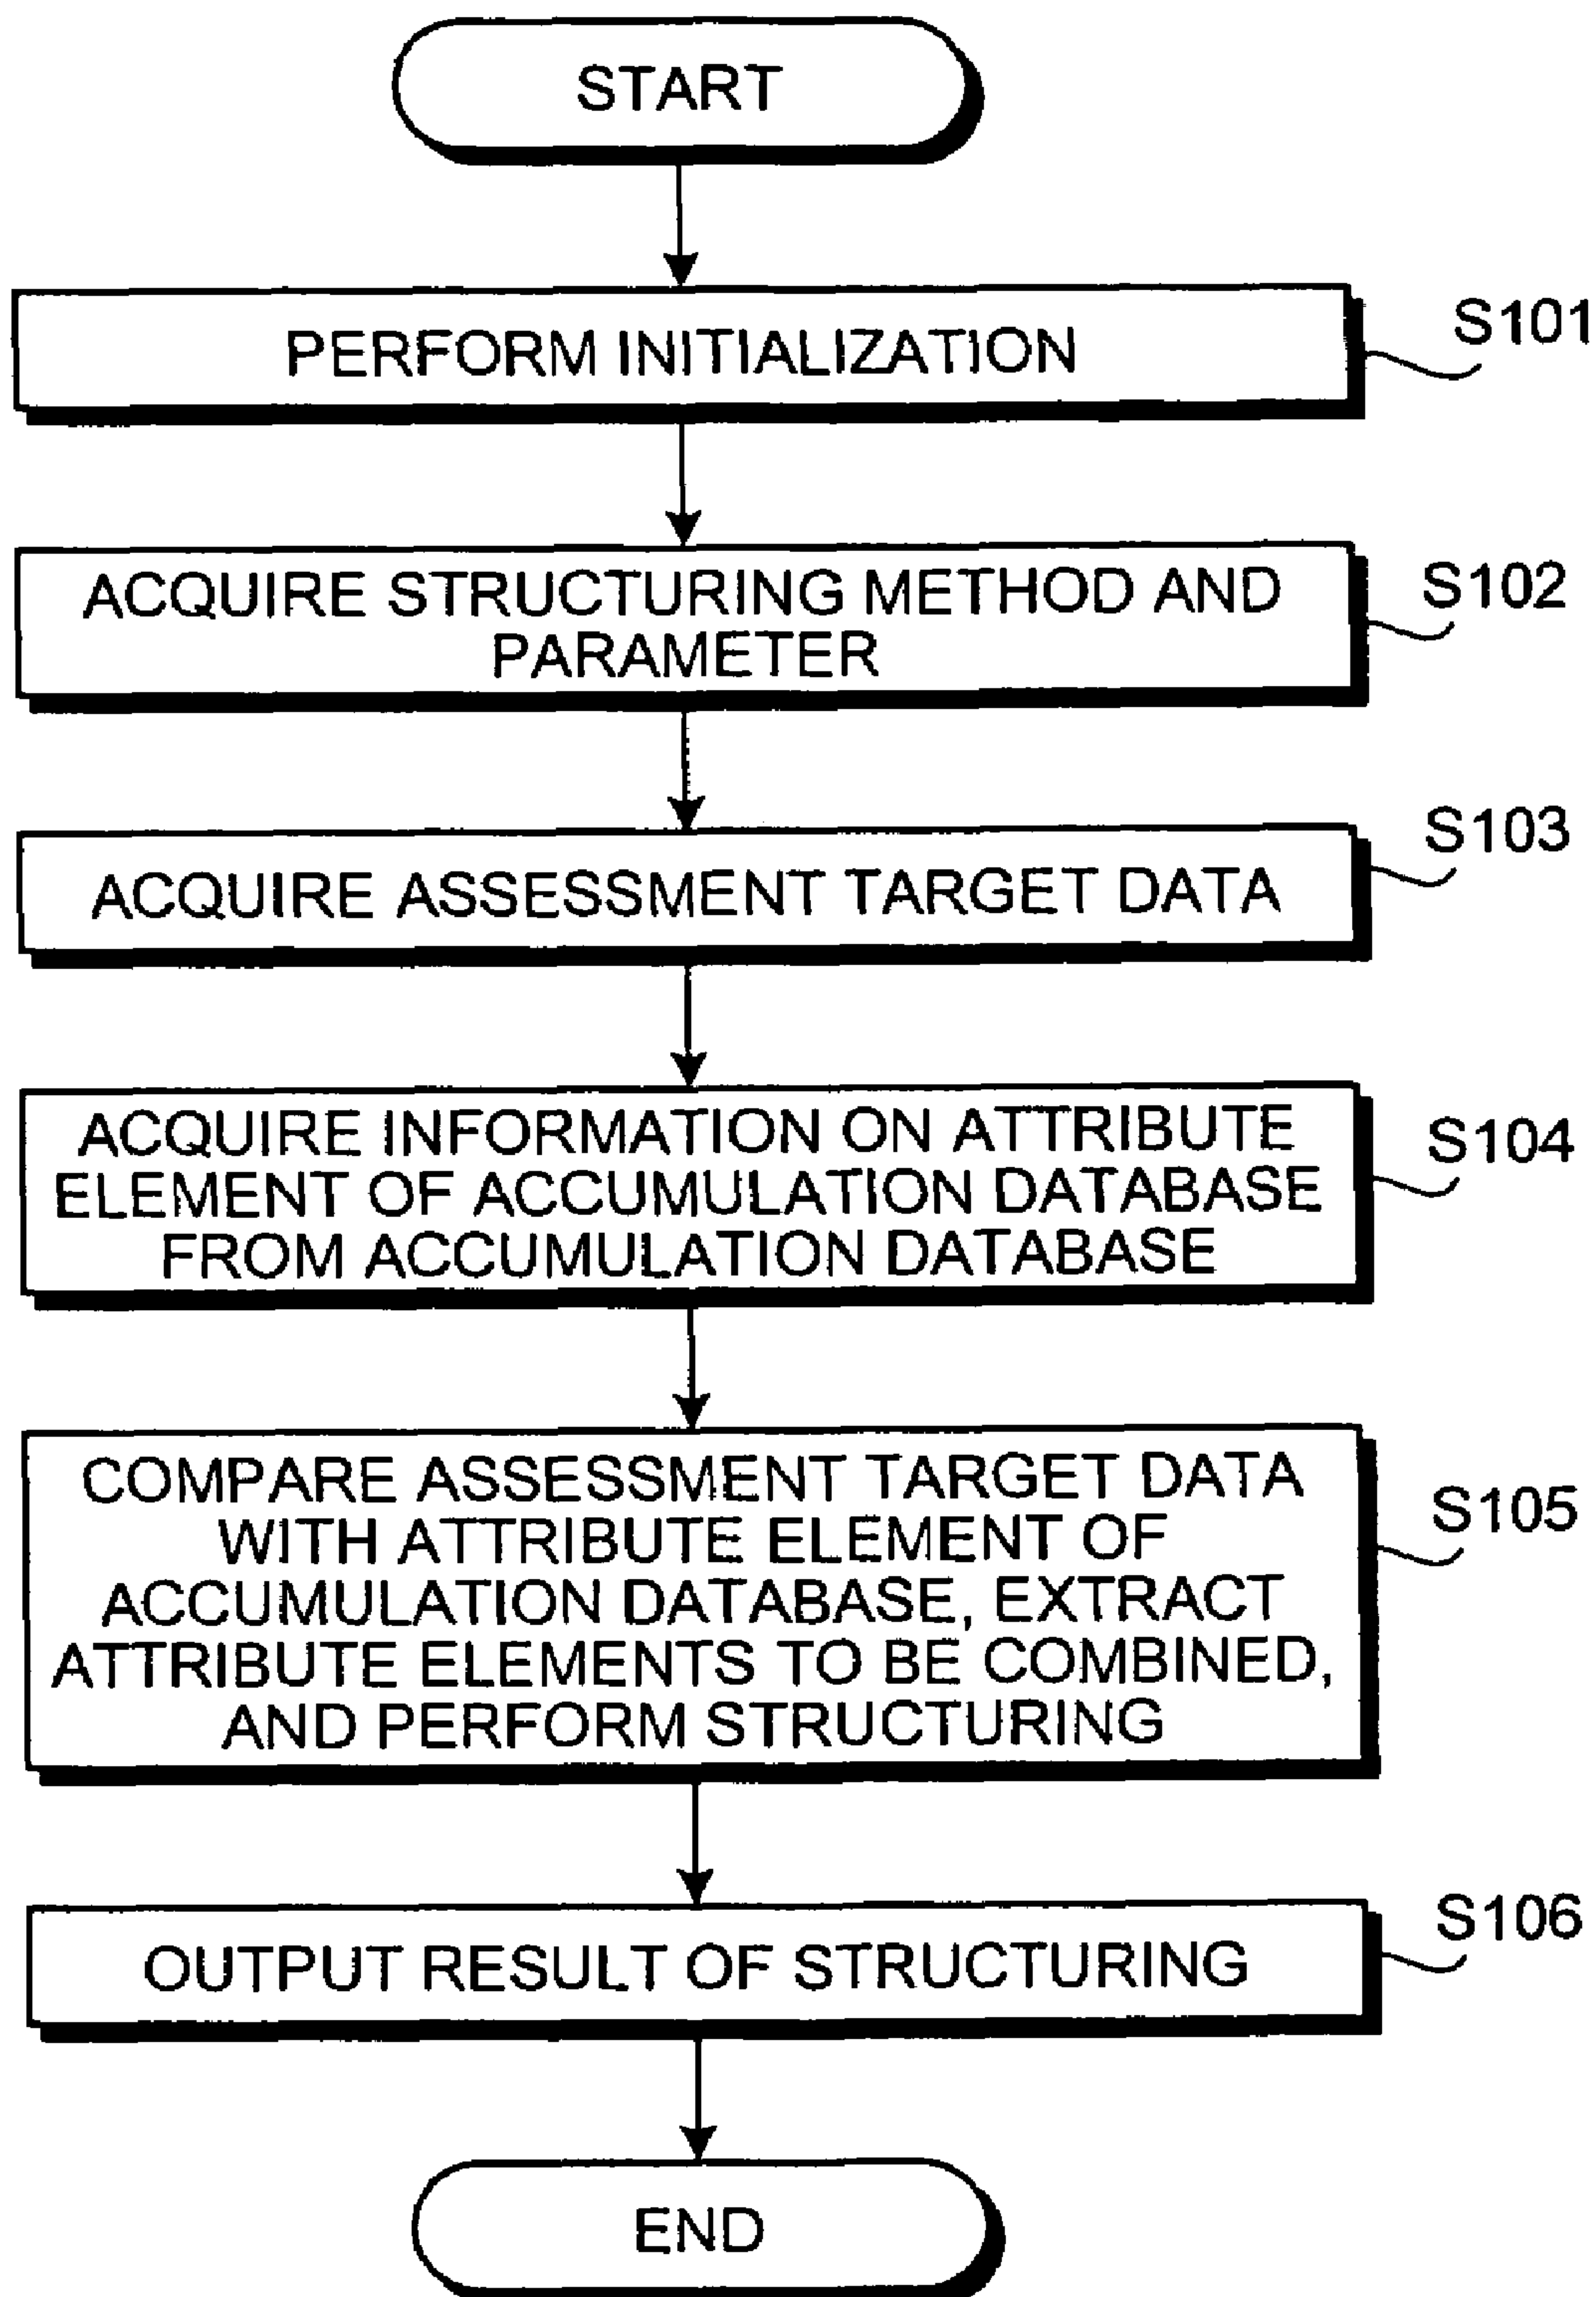 START
PERFORM INITIALIZATION
S101
ACQUIRE STRUCTURING METHOD AND
PARAMETER
S102
ACQUIRE ASSESSMENT TARGET DATA
S103
ACQUIRE INFORMATION ON ATTRIBUTE
ELEMENT OF ACCUMULATION DATABASE
FROM ACCUMULATION DATABASE
S104
COMPARE ASSESSMENT TARGET DATA
WITH ATTRIBUTE ELEMENT OF
ACCUMULATION DATABASE, EXTRACT
ATTRIBUTE ELEMENTS TO BE COMBINED,
AND PERFORM STRUCTURING
S105
OUTPUT RESULT OF STRUCTURING
S106
END